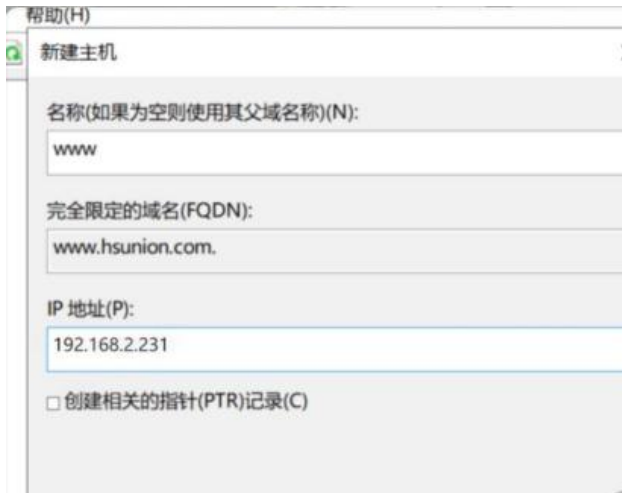 帮助(H)
新建主机
名称(如果为空则使用其父域名称)(N):
www
完全限定的域名(FQDN):
www.hsunion.com.
IP 地址(P):
192.168.2.231
创建相关的指针(PTR)记录(C)